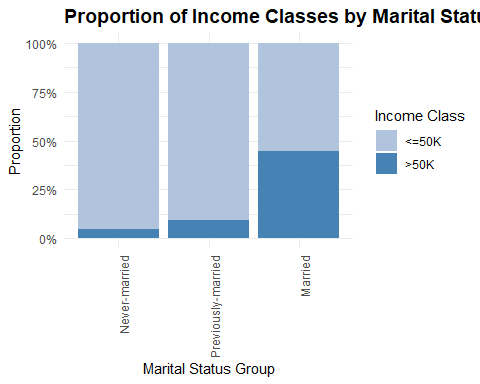 Proportion of Income Classes by Marital Statu
100%
75%
50%
25%
0%
Proportion
Never-married
Previously-married
Married
Marital Status Group
Income Class
<=50K
>50K